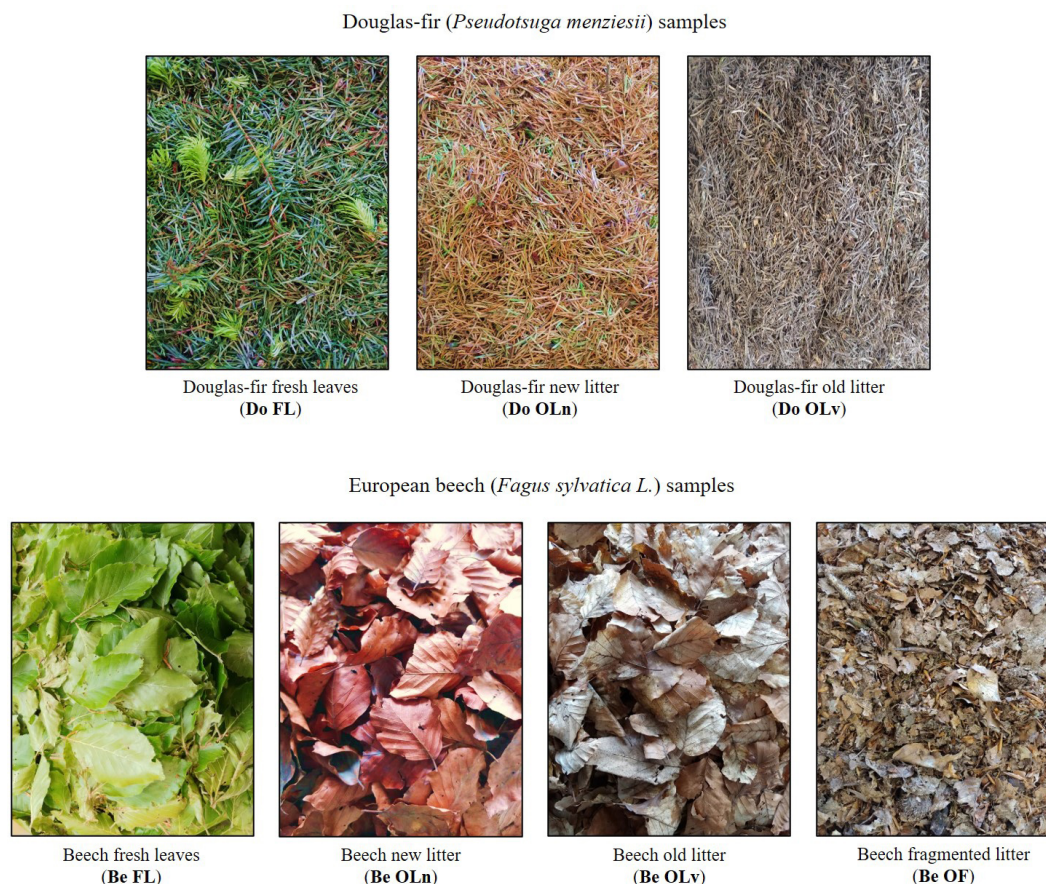 Douglas-fir (Pseudotsuga menziesii) samples
Douglas-fir fresh leaves
(Do FL)
Douglas-fir new litter
(Do OLn)
Douglas-fir old litter
(Do OLv)
European beech (Fagus sylvatica L.) samples
Beech fresh leaves
(Be FL)
Beech new litter
(Be OLn)
Beech old litter
(Be OLv)
Beech fragmented litter
(Be OF)